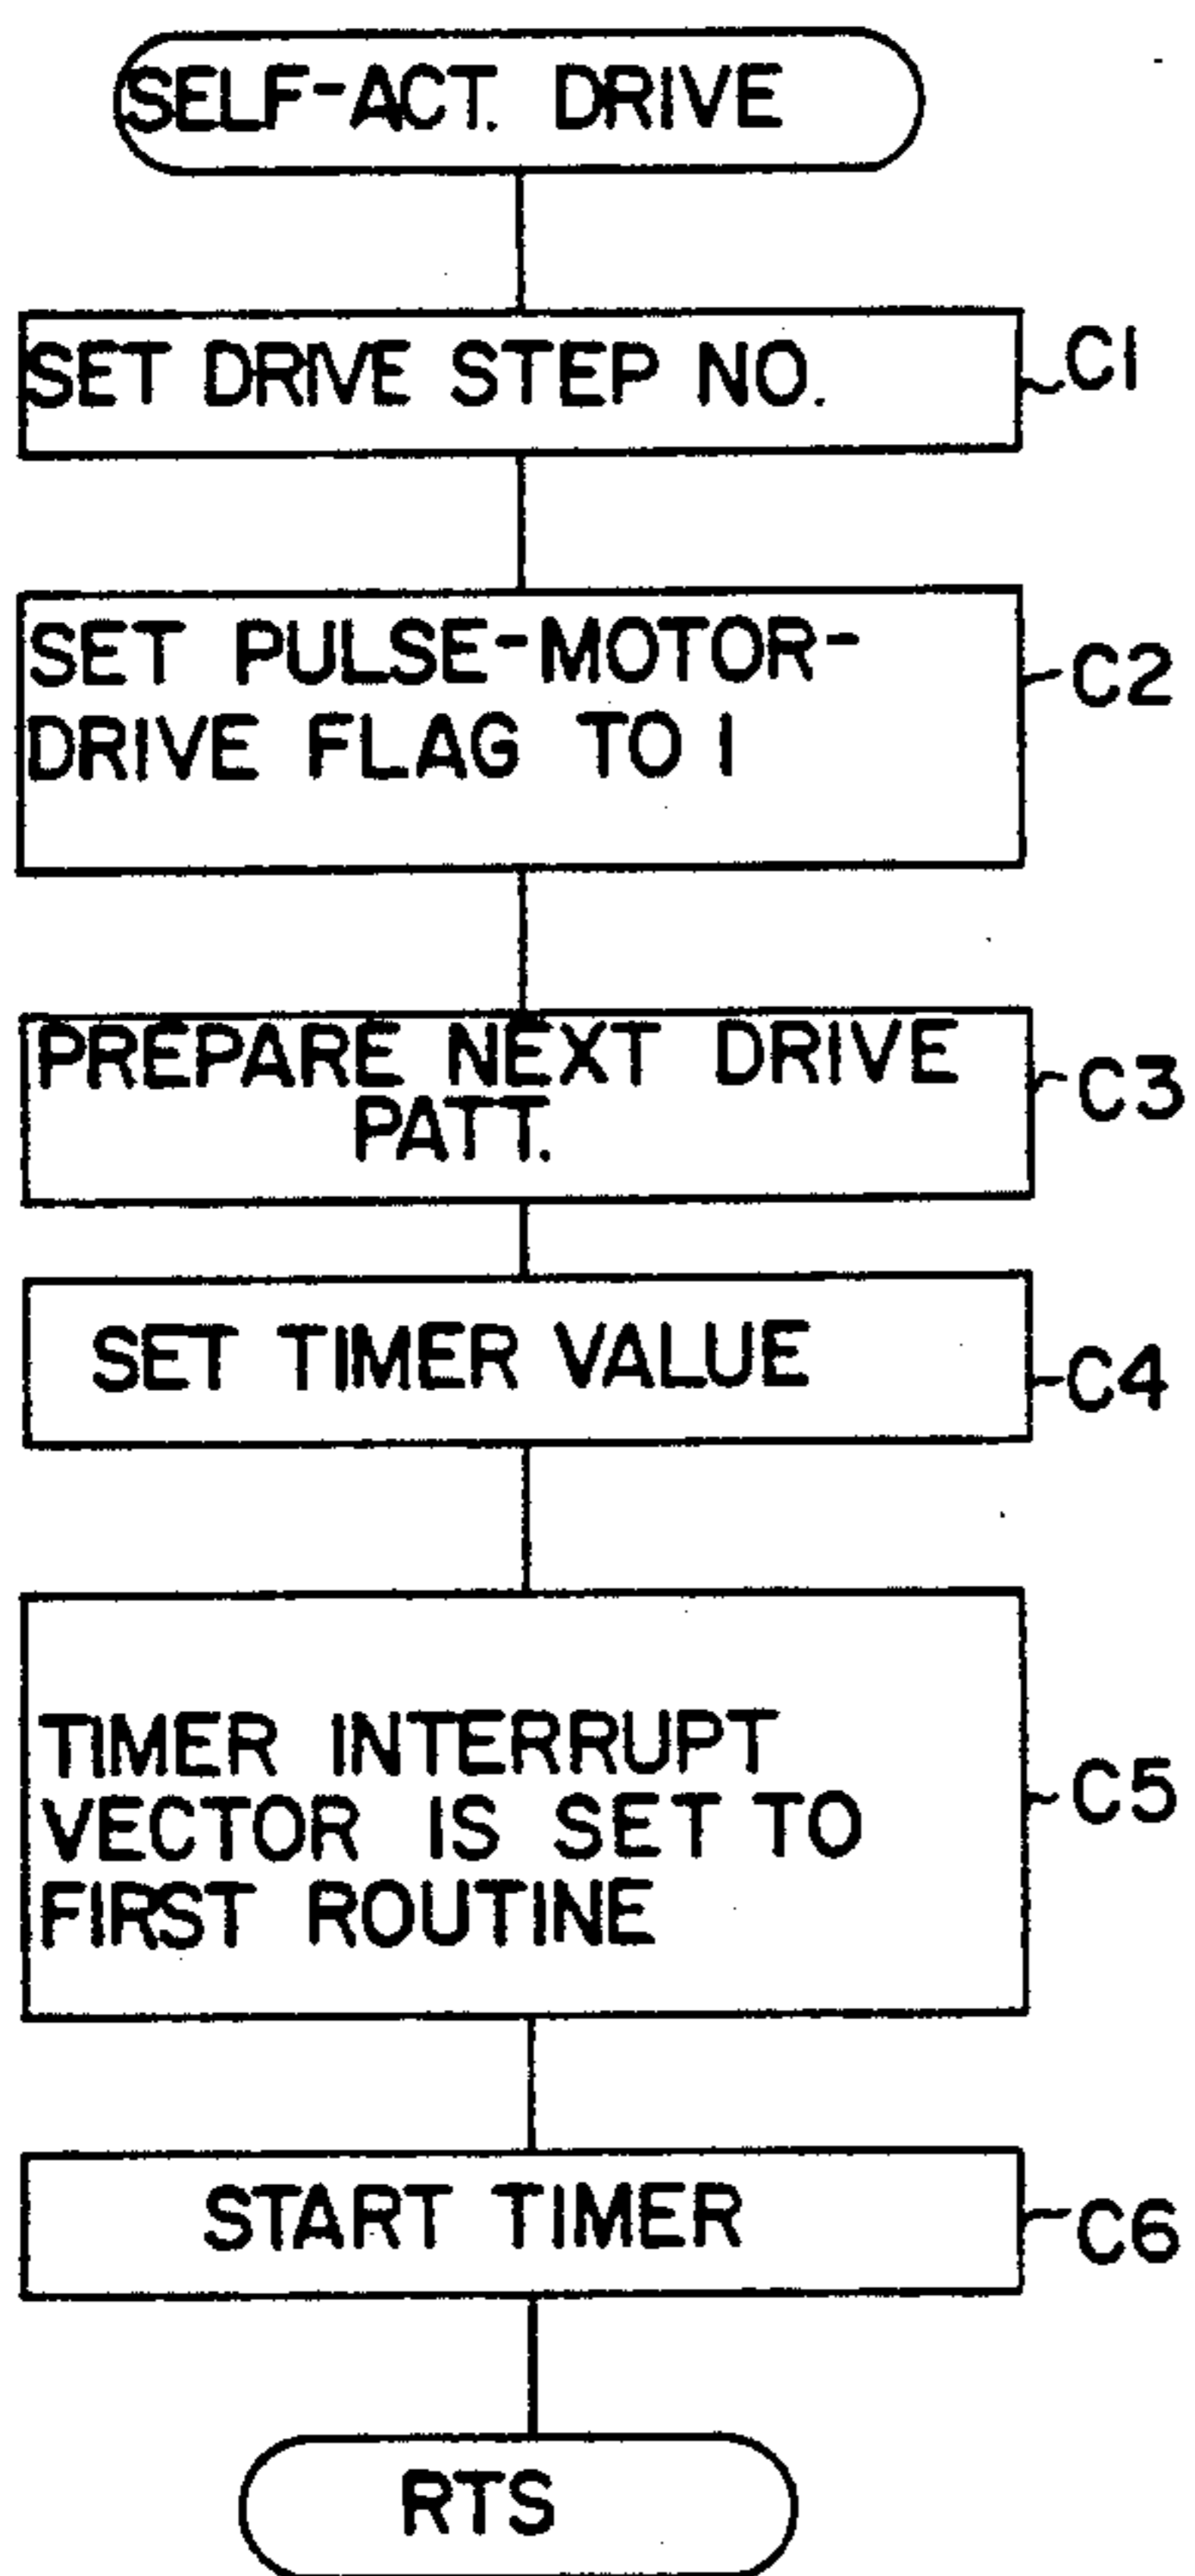 SELF-ACT. DRIVE
SET DRIVE STEP NO.
C1
SET PULSE-MOTOR-
DRIVE FLAG TO 1
C2
PREPARE NEXT DRIVE
PATT.
C3
SET TIMER VALUE
C4
TIMER INTERRUPT
VECTOR IS SET TO
FIRST ROUTINE
C5
START TIMER
C6
RTS